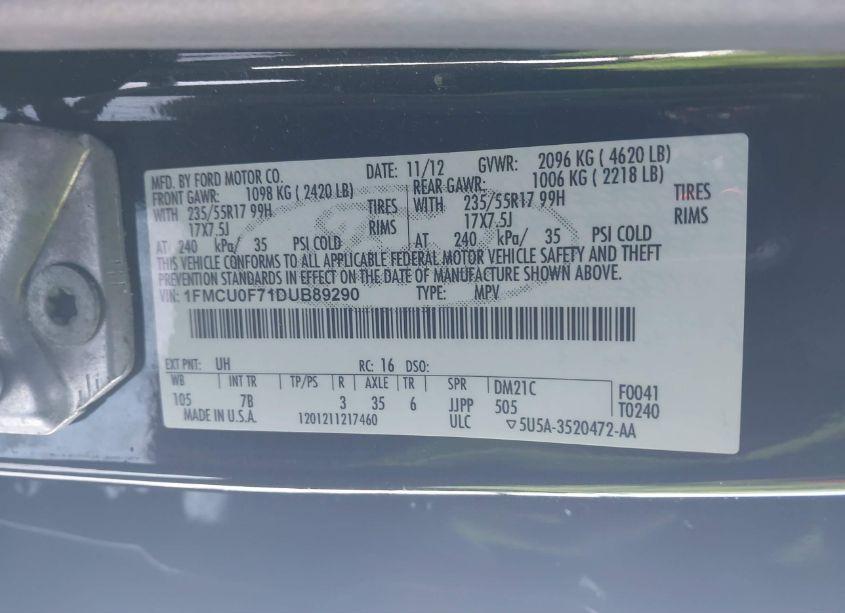 MFD. BY FORD MOTOR CO. DATE: 11/12 GVWR: 2096 KG ( 4620 LB)
FRONT GAWR: 1098 KG ( 2420 LB) REAR GAWR: 1006 KG ( 2218 LB)
WITH 235/55R17 99H TIRES WITH 235/55R17 99H TIRES
17X7.5J RIMS 17X7.5J RIMS
AT 240 kPa/ 35 PSI COLD AT 240 kPa/ 35 PSI COLD
THIS VEHICLE CONFORMS TO ALL APPLICABLE FEDERAL MOTOR VEHICLE SAFETY AND THEFT
PREVENTION STANDARDS IN EFFECT ON THE DATE OF MANUFACTURE SHOWN ABOVE.
VIN: 1FMCU0F71DUB89290 TYPE: MPV
EXT PNT: UH RC: 16 DSO:
WB INT TR TP/PS R AXLE TR SPR DM21C F0041
105 7B 3 35 6 JJPP 505 T0240
MADE IN U.S.A. 1201211217460 ULC ▽5U5A-3520472-AA